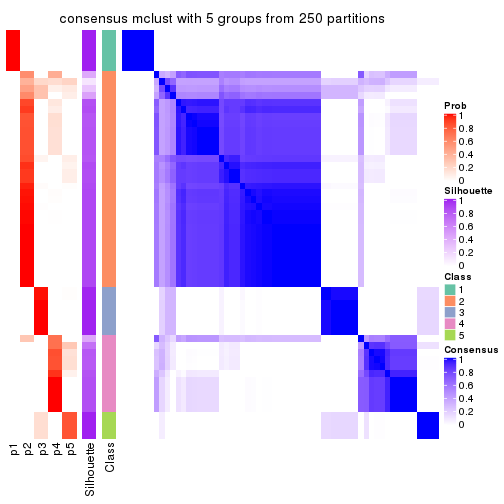 consensus mclust with 5 groups from 250 partitions
Prob
1
0.8
0.6
0.4
0.2
0
Silhouette
1
0.8
0.6
0.4
0.2
0
Class
1
2
3
4
5
Consensus
1
0.8
0.6
0.4
0.2
0
p1
p2
p3
p4
p5
Silhouette
Class